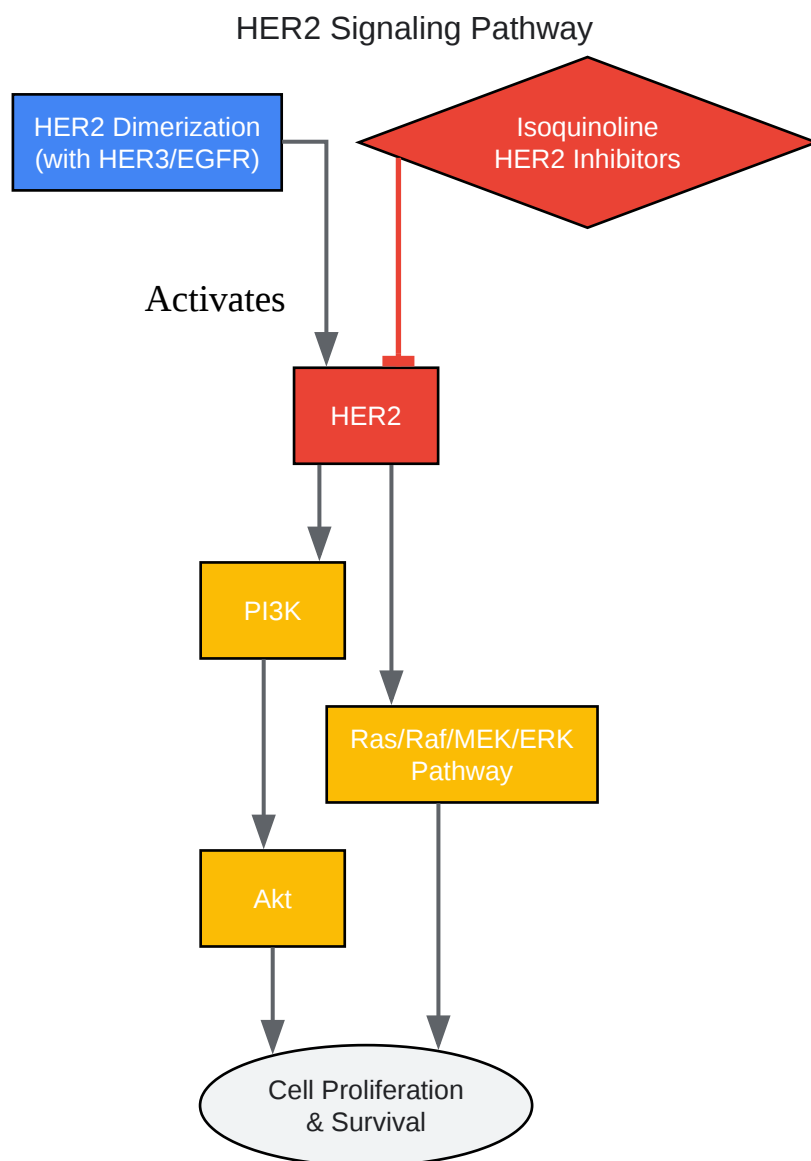 HER2 Signaling Pathway
HER2 Dimerization
(with HER3/EGFR)
Isoquinoline
HER2 Inhibitors
Activates
HER2
PI3K
Ras/Raf/MEK/ERK
Pathway
Akt
Cell Proliferation
& Survival